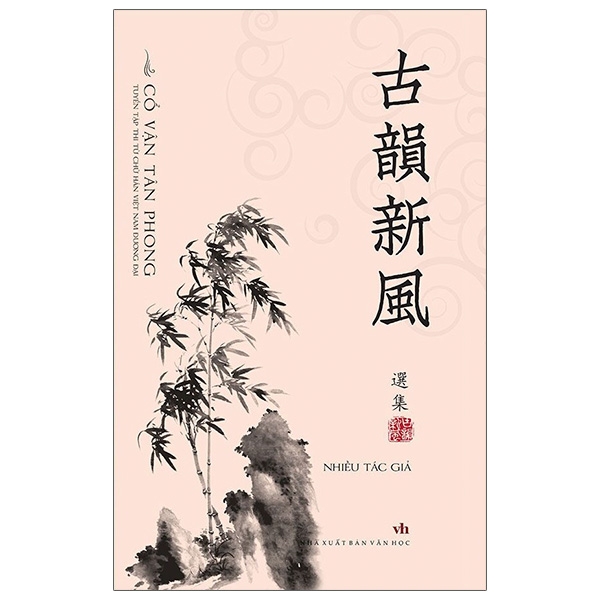 古韻新風
選集
CỔ VẬN TÂN PHONG
TUYỂN TẬP THI TỪ CHỮ HÁN VIỆT NAM ĐƯƠNG ĐẠI
NHIỀU TÁC GIẢ
vh
NHÀ XUẤT BẢN VĂN HỌC